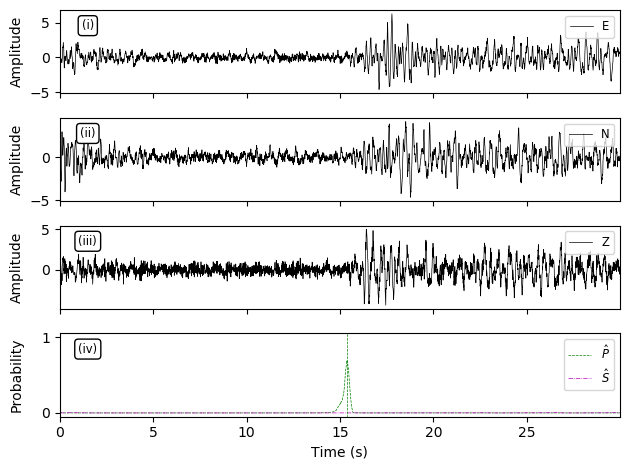 Amplitude
5
0
−5
(i)
E
Amplitude
0
−5
(ii)
N
Amplitude
5
0
(iii)
Z
Probability
1
0
(iv)
P̂
Ŝ
0 5 10 15 20 25
Time (s)